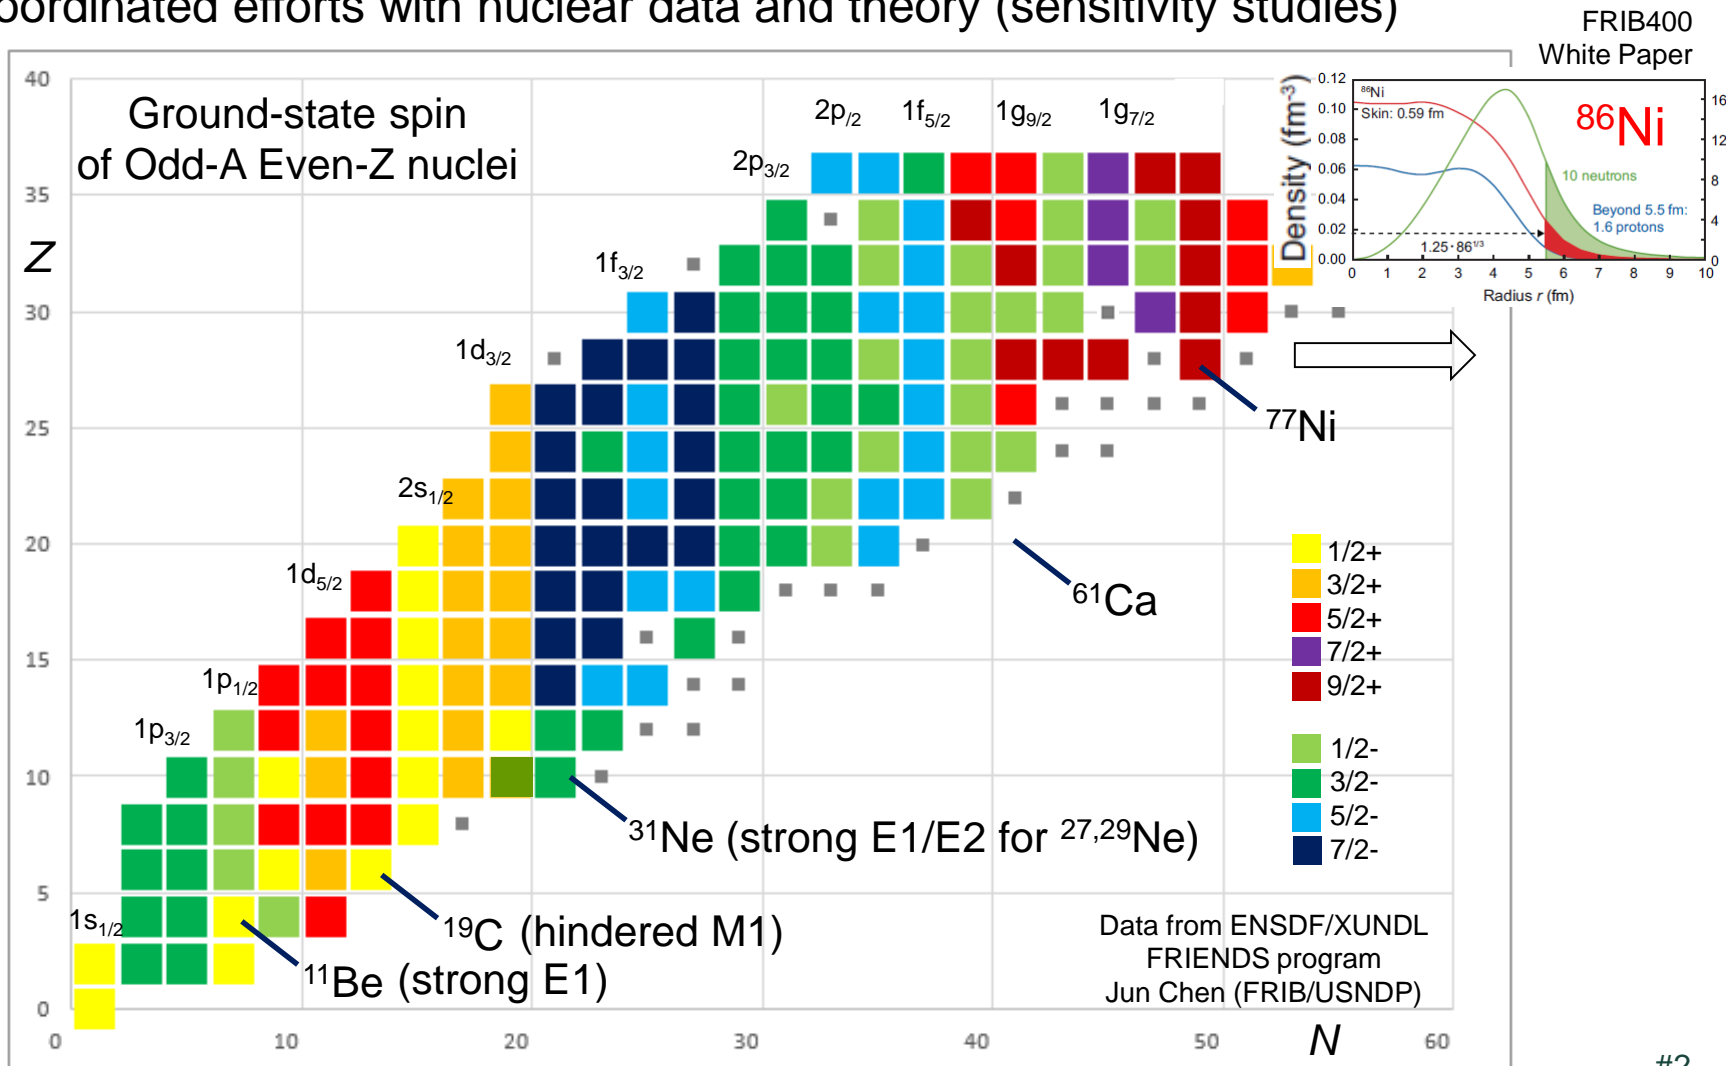 oordinated efforts with nuclear data and theory (sensitivity studies)
FRIB400
White Paper
Ground-state spin
of Odd-A Even-Z nuclei
Z
40
35
30
25
20
15
10
5
0
0 10 20 30 40 50 60
N
1s1/2
1p3/2
1p1/2
1d5/2
2s1/2
1d3/2
1f3/2
2p3/2
2p/2
1f5/2
1g9/2
1g7/2
Density (fm-3)
0.12
0.10
0.08
0.06
0.04
0.02
0.00
86Ni
Skin: 0.59 fm
86Ni
10 neutrons
Beyond 5.5 fm:
1.6 protons
1.25·86^1/3
16
12
8
4
0
0 1 2 3 4 5 6 7 8 9 10
Radius r (fm)
77Ni
61Ca
31Ne (strong E1/E2 for 27,29Ne)
19C (hindered M1)
11Be (strong E1)
1/2+
3/2+
5/2+
7/2+
9/2+
1/2-
3/2-
5/2-
7/2-
Data from ENSDF/XUNDL
FRIENDS program
Jun Chen (FRIB/USNDP)
#2